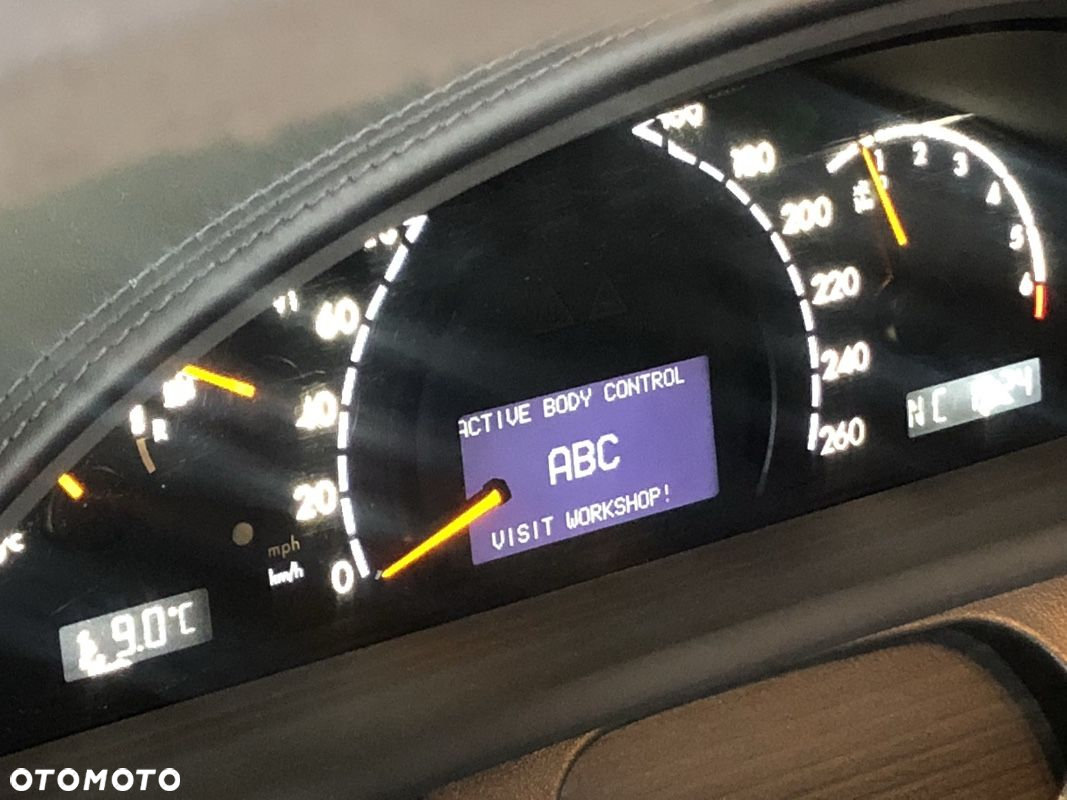 180
200
220
240
260
1
2
3
4
5
6
60
40
20
0
R
mph
km/h
ACTIVE BODY CONTROL
ABC
VISIT WORKSHOP!
N C
9.0°C
OTOMOTO